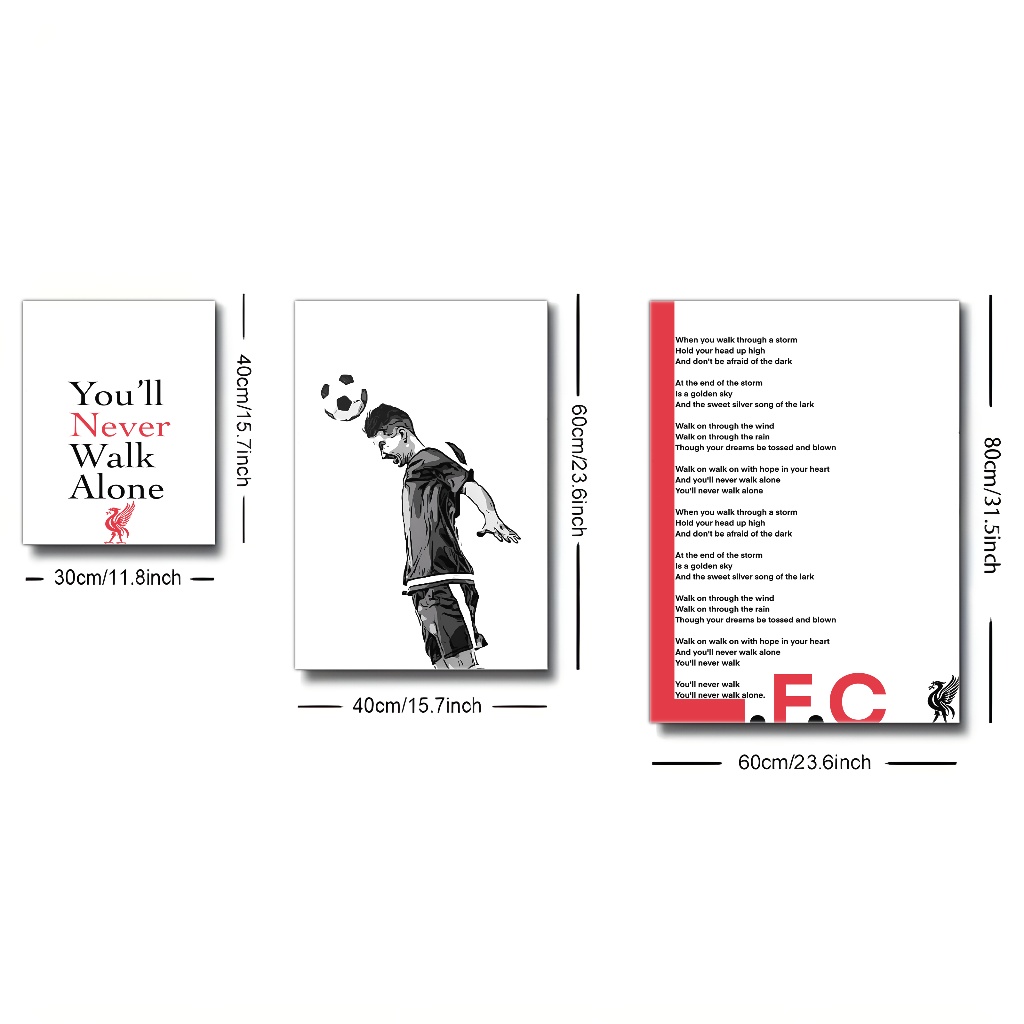 You'll
Never
Walk
Alone
40cm/15.7inch
30cm/11.8inch
60cm/23.6inch
40cm/15.7inch
When you walk through a storm
Hold your head up high
And don't be afraid of the dark
At the end of the storm
Is a golden sky
And the sweet silver song of the lark
Walk on through the wind
Walk on through the rain
Though your dreams be tossed and blown
Walk on walk on with hope in your heart
And you'll never walk alone
You'll never walk alone
When you walk through a storm
Hold your head up high
And don't be afraid of the dark
At the end of the storm
Is a golden sky
And the sweet silver song of the lark
Walk on through the wind
Walk on through the rain
Though your dreams be tossed and blown
Walk on walk on with hope in your heart
And you'll never walk alone
You'll never walk
You'll never walk
You'll never walk alone.
L.F.C
80cm/31.5inch
60cm/23.6inch